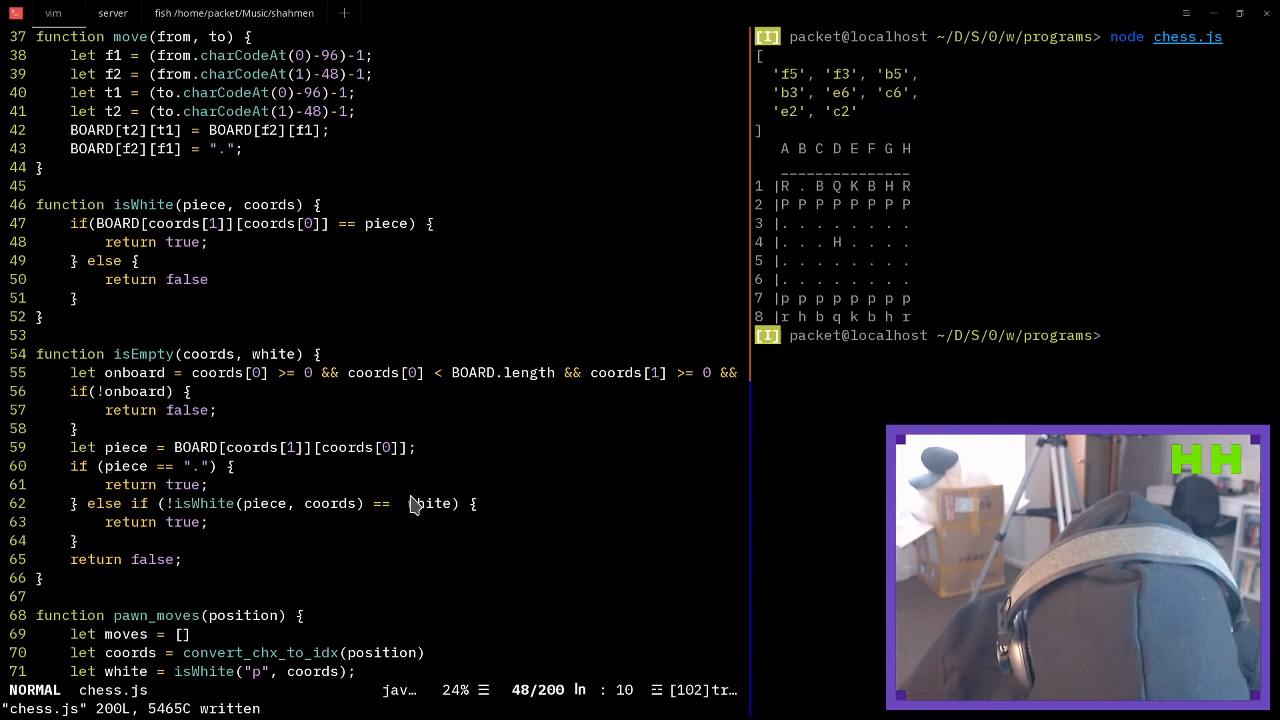 vim server fish /home/packet/Music/shahmen
37 function move(from, to) {
38     let f1 = (from.charCodeAt(0)-96)-1;
39     let f2 = (from.charCodeAt(1)-48)-1;
40     let t1 = (to.charCodeAt(0)-96)-1;
41     let t2 = (to.charCodeAt(1)-48)-1;
42     BOARD[t2][t1] = BOARD[f2][f1];
43     BOARD[f2][f1] = ".";
44 }
45
46 function isWhite(piece, coords) {
47     if(BOARD[coords[1]][coords[0]] == piece) {
48         return true;
49     } else {
50         return false
51     }
52 }
53
54 function isEmpty(coords, white) {
55     let onboard = coords[0] >= 0 && coords[0] < BOARD.length && coords[1] >= 0 &&
56     if(!onboard) {
57         return false;
58     }
59     let piece = BOARD[coords[1]][coords[0]];
60     if (piece == ".") {
61         return true;
62     } else if (!isWhite(piece, coords) == white) {
63         return true;
64     }
65     return false;
66 }
67
68 function pawn_moves(position) {
69     let moves = []
70     let coords = convert_chx_to_idx(position)
71     let white = isWhite("p", coords);
NORMAL chess.js jav… 24% ☰ 48/200 ln : 10 ☲ [102]tr…
"chess.js" 200L, 5465C written
[I] packet@localhost ~/D/S/0/w/programs> node chess.js
[
  'f5', 'f3', 'b5',
  'b3', 'e6', 'c6',
  'e2', 'c2'
]
   A B C D E F G H
   _______________
1 |R . B Q K B H R
2 |P P P P P P P P
3 |. . . . . . . .
4 |. . . H . . . .
5 |. . . . . . . .
6 |. . . . . . . .
7 |p p p p p p p p
8 |r h b q k b h r
[I] packet@localhost ~/D/S/0/w/programs>
HH